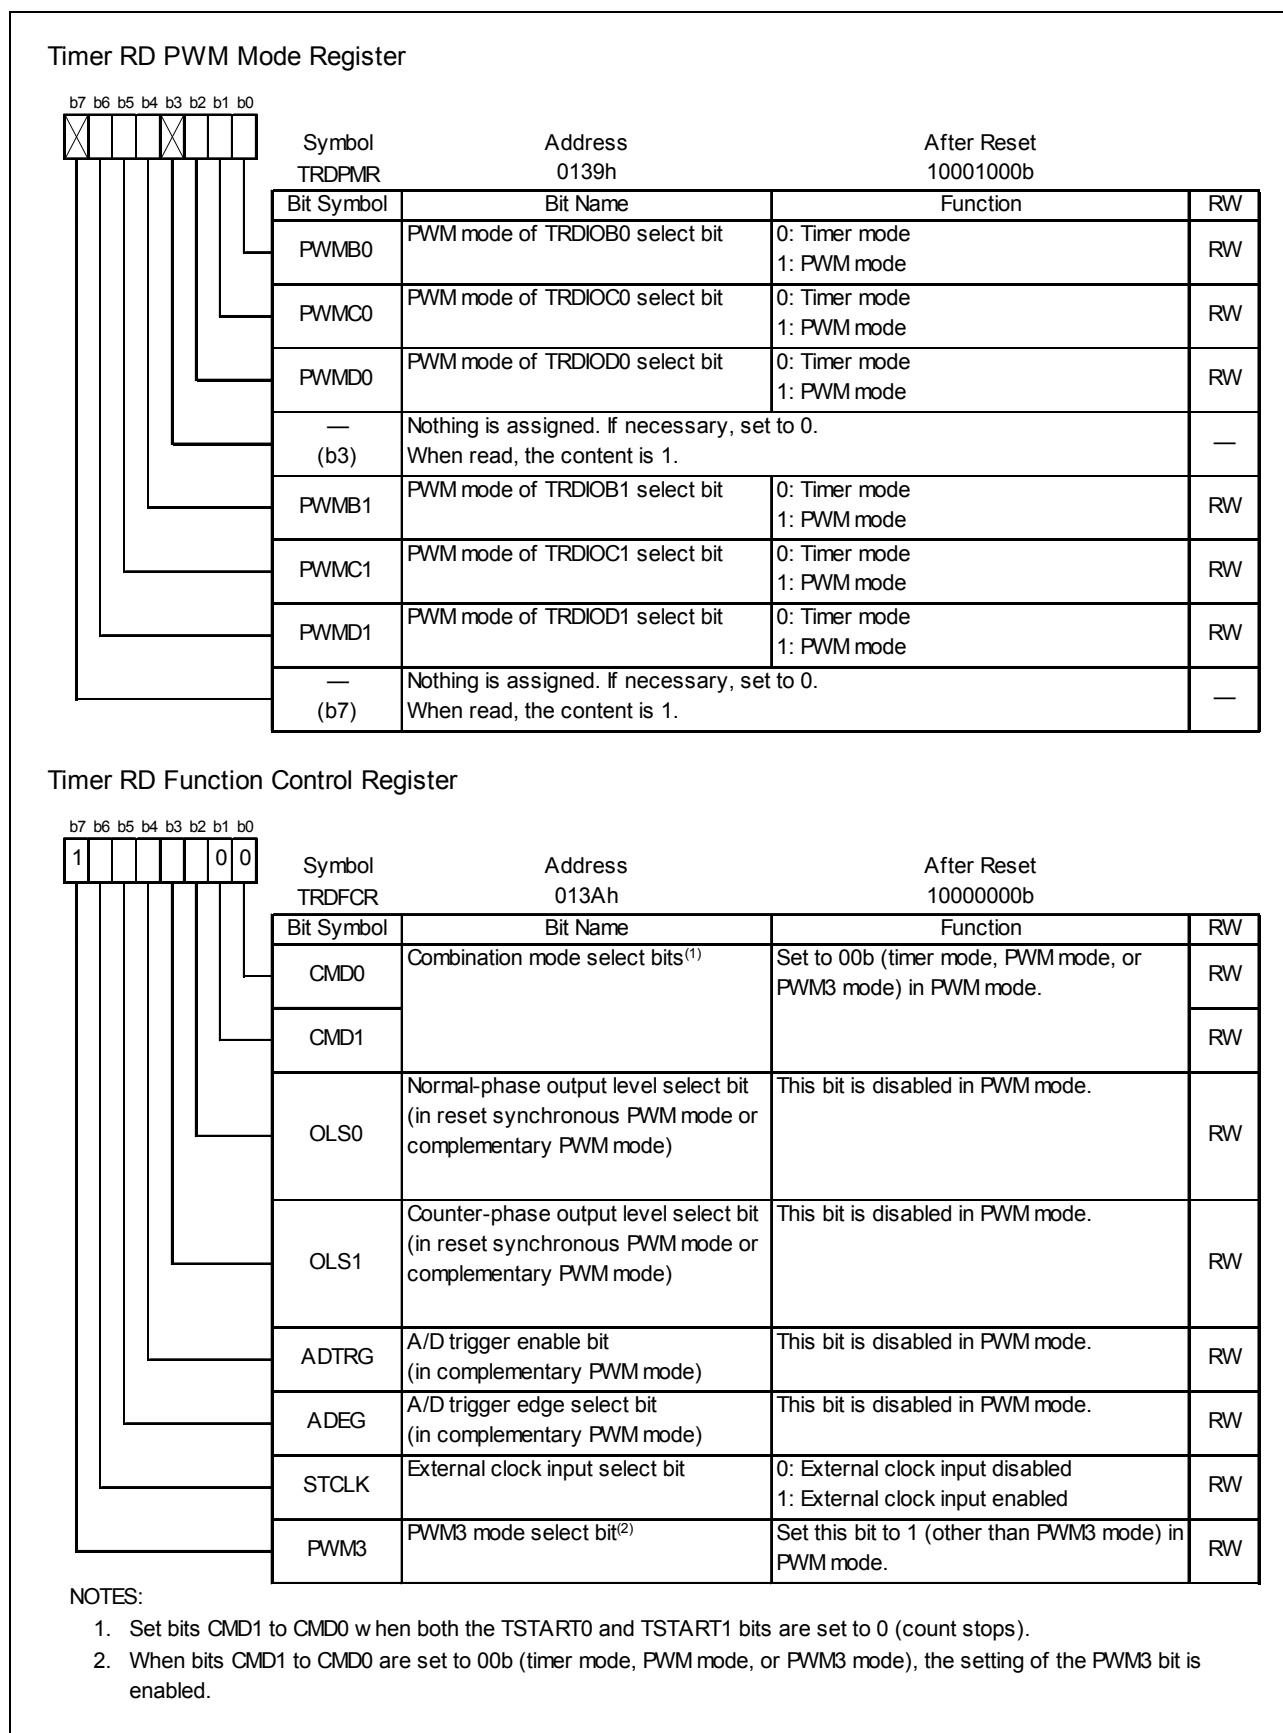 Timer RD PWM Mode Register
b7 b6 b5 b4 b3 b2 b1 b0
Symbol Address After Reset
TRDPMR 0139h 10001000b
Bit Symbol Bit Name Function RW
PWMB0 PWM mode of TRDIOB0 select bit 0: Timer mode RW
1: PWM mode
PWMC0 PWM mode of TRDIOC0 select bit 0: Timer mode RW
1: PWM mode
PWMD0 PWM mode of TRDIOD0 select bit 0: Timer mode RW
1: PWM mode
— Nothing is assigned. If necessary, set to 0. —
(b3) When read, the content is 1.
PWMB1 PWM mode of TRDIOB1 select bit 0: Timer mode RW
1: PWM mode
PWMC1 PWM mode of TRDIOC1 select bit 0: Timer mode RW
1: PWM mode
PWMD1 PWM mode of TRDIOD1 select bit 0: Timer mode RW
1: PWM mode
— Nothing is assigned. If necessary, set to 0. —
(b7) When read, the content is 1.
Timer RD Function Control Register
b7 b6 b5 b4 b3 b2 b1 b0
1 0 0
Symbol Address After Reset
TRDFCR 013Ah 10000000b
Bit Symbol Bit Name Function RW
CMD0 Combination mode select bits(1) Set to 00b (timer mode, PWM mode, or RW
PWM3 mode) in PWM mode.
CMD1 RW
Normal-phase output level select bit This bit is disabled in PWM mode.
(in reset synchronous PWM mode or
OLS0 complementary PWM mode) RW
Counter-phase output level select bit This bit is disabled in PWM mode.
(in reset synchronous PWM mode or
OLS1 complementary PWM mode) RW
ADTRG A/D trigger enable bit This bit is disabled in PWM mode. RW
(in complementary PWM mode)
ADEG A/D trigger edge select bit This bit is disabled in PWM mode. RW
(in complementary PWM mode)
STCLK External clock input select bit 0: External clock input disabled RW
1: External clock input enabled
PWM3 PWM3 mode select bit(2) Set this bit to 1 (other than PWM3 mode) in RW
PWM mode.
NOTES:
1. Set bits CMD1 to CMD0 when both the TSTART0 and TSTART1 bits are set to 0 (count stops).
2. When bits CMD1 to CMD0 are set to 00b (timer mode, PWM mode, or PWM3 mode), the setting of the PWM3 bit is
enabled.